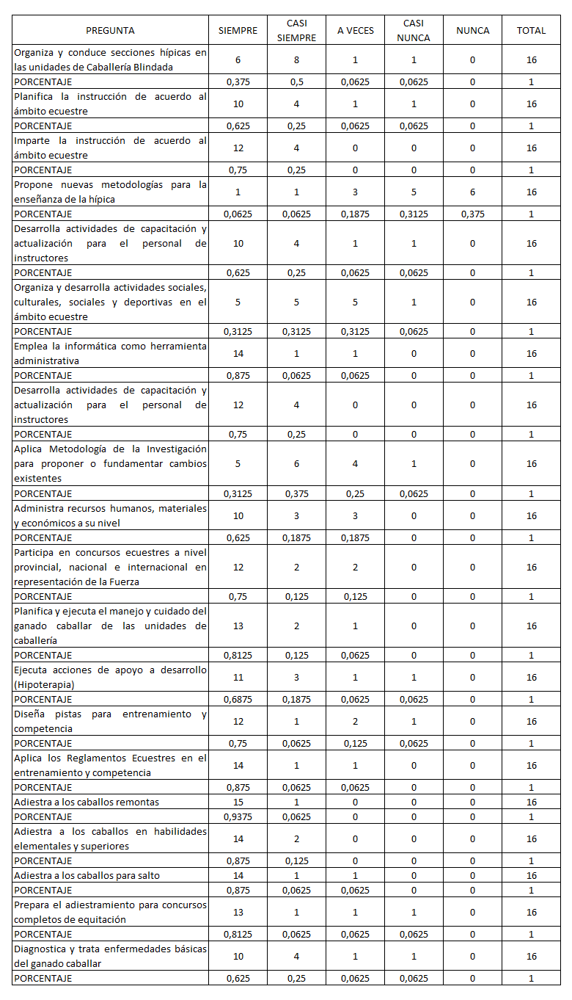 PREGUNTA SIEMPRE CASI SIEMPRE A VECES CASI NUNCA NUNCA TOTAL
Organiza y conduce secciones hípicas en
las unidades de Caballería Blindada 6 8 1 1 0 16
PORCENTAJE 0,375 0,5 0,0625 0,0625 0 1
Planifica la instrucción de acuerdo al
ámbito ecuestre 10 4 1 1 0 16
PORCENTAJE 0,625 0,25 0,0625 0,0625 0 1
Imparte la instrucción de acuerdo al
ámbito ecuestre 12 4 0 0 0 16
PORCENTAJE 0,75 0,25 0 0 0 1
Propone nuevas metodologías para la
enseñanza de la hípica 1 1 3 5 6 16
PORCENTAJE 0,0625 0,0625 0,1875 0,3125 0,375 1
Desarrolla actividades de capacitación y
actualización para el personal de
instructores 10 4 1 1 0 16
PORCENTAJE 0,625 0,25 0,0625 0,0625 0 1
Organiza y desarrolla actividades sociales,
culturales, sociales y deportivas en el
ámbito ecuestre 5 5 5 1 0 16
PORCENTAJE 0,3125 0,3125 0,3125 0,0625 0 1
Emplea la informática como herramienta
administrativa 14 1 1 0 0 16
PORCENTAJE 0,875 0,0625 0,0625 0 0 1
Desarrolla actividades de capacitación y
actualización para el personal de
instructores 12 4 0 0 0 16
PORCENTAJE 0,75 0,25 0 0 0 1
Aplica Metodología de la Investigación
para proponer o fundamentar cambios
existentes 5 6 4 1 0 16
PORCENTAJE 0,3125 0,375 0,25 0,0625 0 1
Administra recursos humanos, materiales
y económicos a su nivel 10 3 3 0 0 16
PORCENTAJE 0,625 0,1875 0,1875 0 0 1
Participa en concursos ecuestres a nivel
provincial, nacional e internacional en
representación de la Fuerza 12 2 2 0 0 16
PORCENTAJE 0,75 0,125 0,125 0 0 1
Planifica y ejecuta el manejo y cuidado del
ganado caballar de las unidades de
caballería 13 2 1 0 0 16
PORCENTAJE 0,8125 0,125 0,0625 0 0 1
Ejecuta acciones de apoyo a desarrollo
(Hipoterapia) 11 3 1 1 0 16
PORCENTAJE 0,6875 0,1875 0,0625 0,0625 0 1
Diseña pistas para entrenamiento y
competencia 12 1 2 1 0 16
PORCENTAJE 0,75 0,0625 0,125 0,0625 0 1
Aplica los Reglamentos Ecuestres en el
entrenamiento y competencia 14 1 1 0 0 16
PORCENTAJE 0,875 0,0625 0,0625 0 0 1
Adiestra a los caballos remontas 15 1 0 0 0 16
PORCENTAJE 0,9375 0,0625 0 0 0 1
Adiestra a los caballos en habilidades
elementales y superiores 14 2 0 0 0 16
PORCENTAJE 0,875 0,125 0 0 0 1
Adiestra a los caballos para salto 14 1 1 0 0 16
PORCENTAJE 0,875 0,0625 0,0625 0 0 1
Prepara el adiestramiento para concursos
completos de equitación 13 1 1 1 0 16
PORCENTAJE 0,8125 0,0625 0,0625 0,0625 0 1
Diagnostica y trata enfermedades básicas
del ganado caballar 10 4 1 1 0 16
PORCENTAJE 0,625 0,25 0,0625 0,0625 0 1